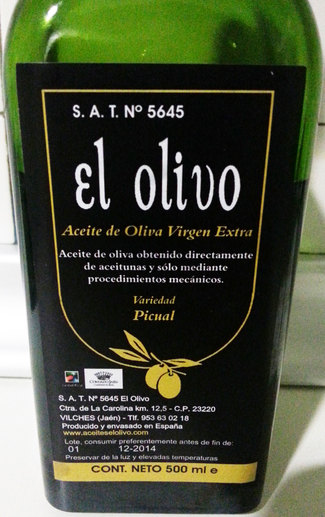 S. A. T. Nº 5645
el olivo
Aceite de Oliva Virgen Extra
Aceite de oliva obtenido directamente
de aceitunas y sólo mediante
procedimientos mecánicos.
Variedad
Picual
S. A. T. Nº 5645 El Olivo
Ctra. de La Carolina km. 12,5 - C.P. 23220
VILCHES (Jaén) - Tlf. 953 63 02 18
Producido y envasado en España
www.aceiteselolivo.com
Lote, consumir preferentemente antes de fin de:
01 12-2014
Preservar de la luz y elevadas temperaturas
CONT. NETO 500 ml e